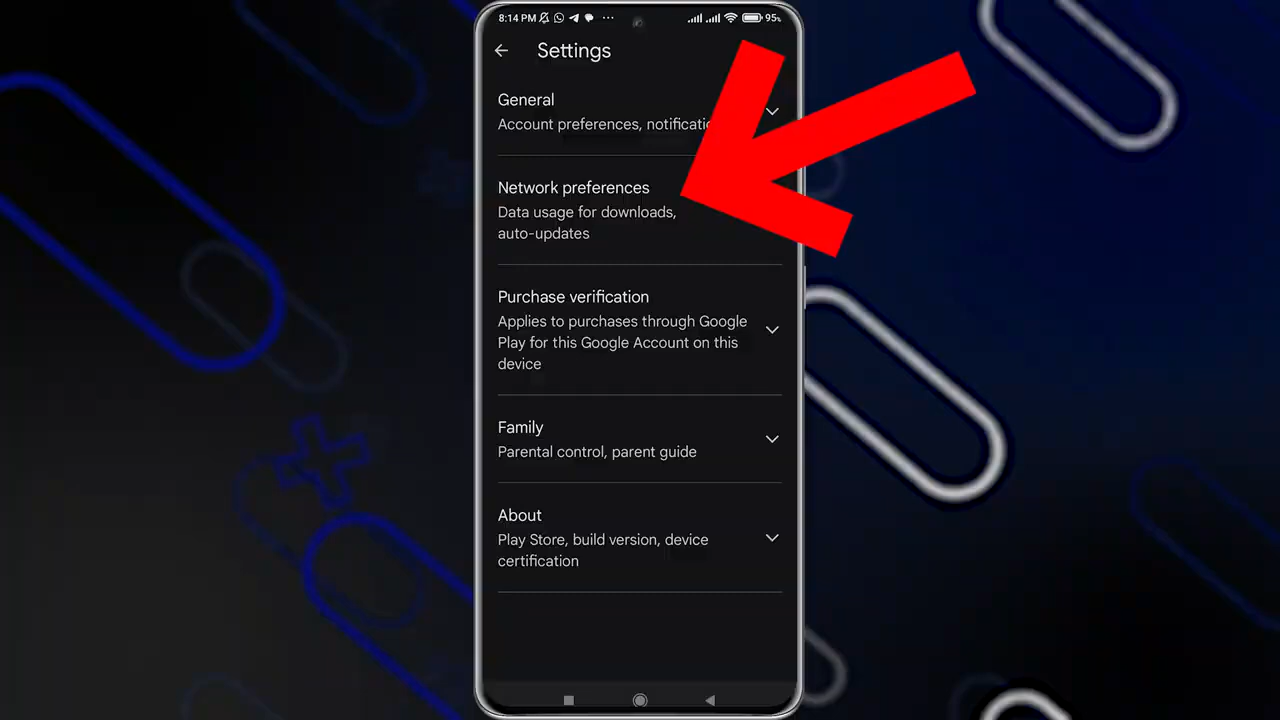 8:14 PM 95%
Settings
General
Account preferences, notificatio
Network preferences
Data usage for downloads,
auto-updates
Purchase verification
Applies to purchases through Google
Play for this Google Account on this
device
Family
Parental control, parent guide
About
Play Store, build version, device
certification